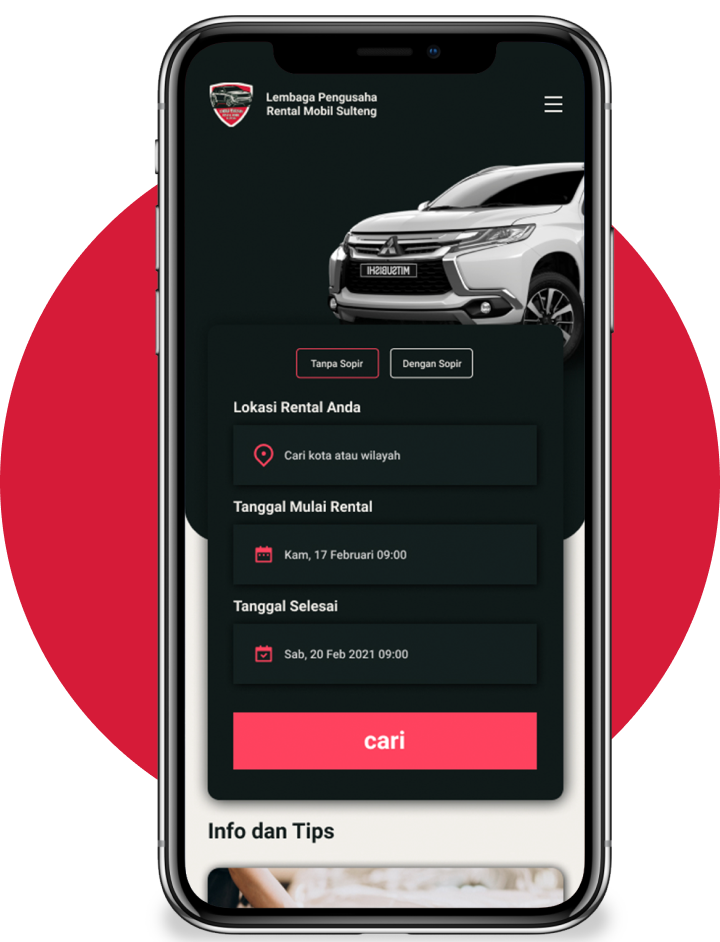 Lembaga Pengusaha
Rental Mobil Sulteng
MITSUBISHI
Tanpa Sopir
Dengan Sopir
Lokasi Rental Anda
Cari kota atau wilayah
Tanggal Mulai Rental
Kam, 17 Februari 09:00
Tanggal Selesai
Sab, 20 Feb 2021 09:00
cari
Info dan Tips